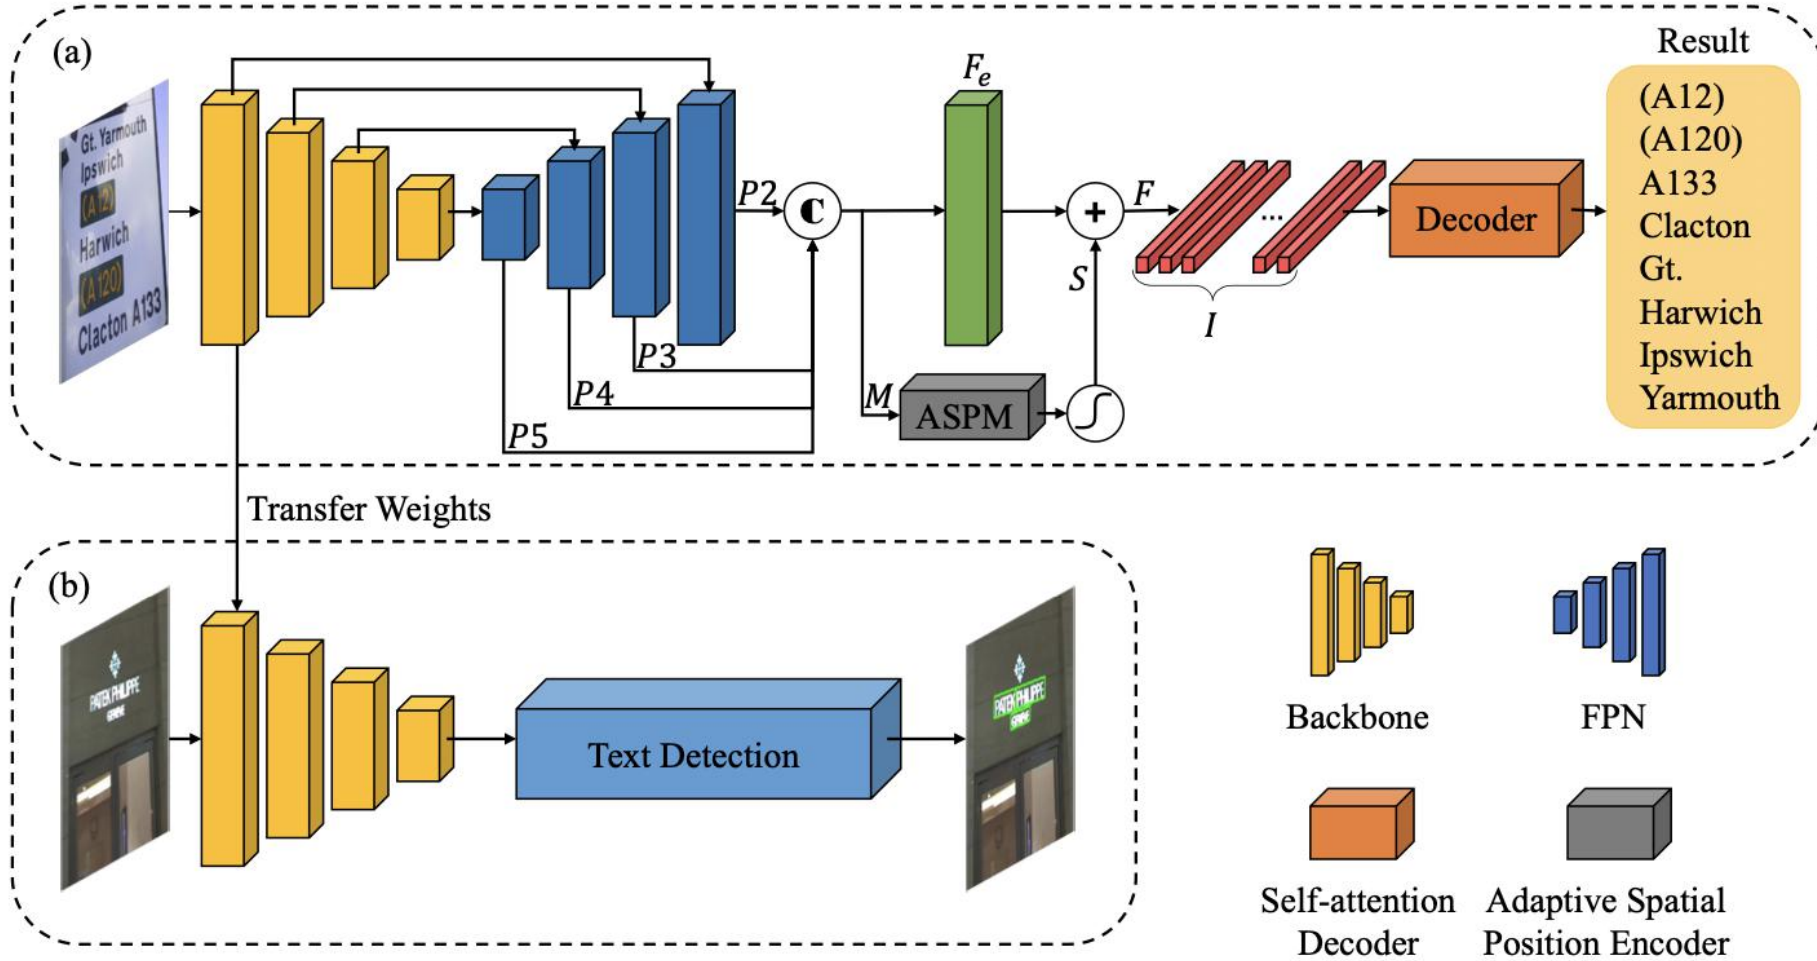 (a)
Gt. Yarmouth
Ipswich
(A12)
Harwich
(A120)
Clacton A133
P2
P3
P4
P5
C
M
ASPM
F_e
+
S
F
...
I
Decoder
Result
(A12)
(A120)
A133
Clacton
Gt.
Harwich
Ipswich
Yarmouth
Transfer Weights
(b)
PATEK PHILIPPE
GENEVE
Text Detection
PATEK PHILIPPE
GENEVE
Backbone
FPN
Self-attention
Decoder
Adaptive Spatial
Position Encoder